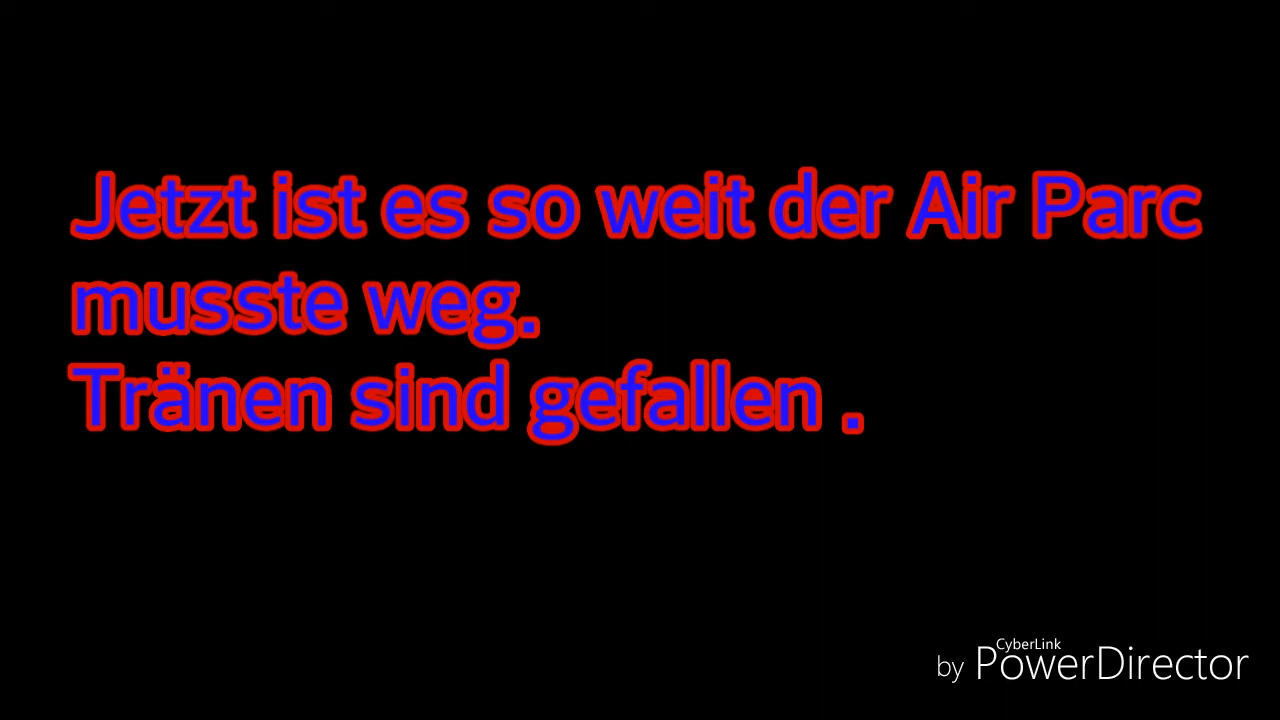 Jetzt ist es so weit der Air Parc
musste weg.
Tränen sind gefallen .
CyberLink
by PowerDirector